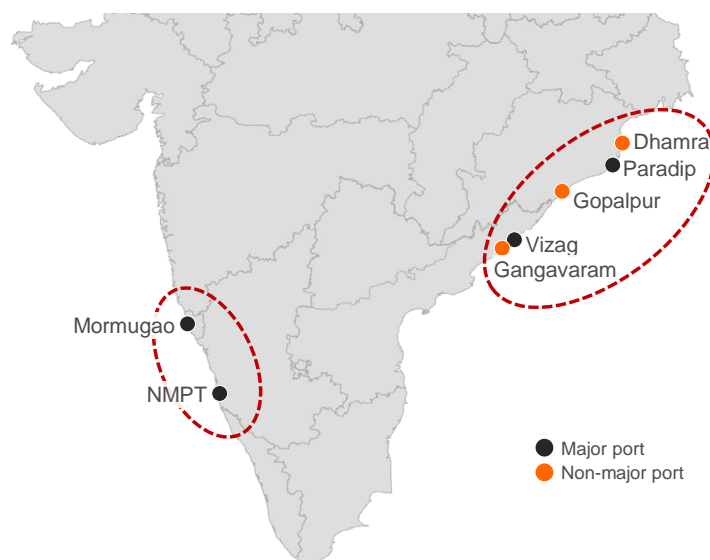 Dhamra
Paradip
Gopalpur
Vizag
Gangavaram
Mormugao
NMPT
Major port
Non-major port